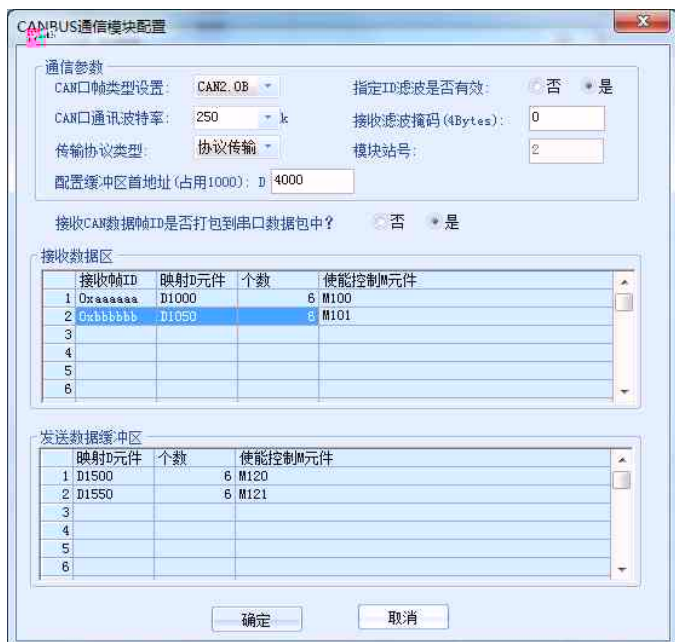 CANBUS通信模块配置
通信参数
CAN口帧类型设置: CAN2.0B 指定ID滤波是否有效: 否 是
CAN口通讯波特率: 250 k 接收滤波掩码(4Bytes): 0
传输协议类型: 协议传输 模块站号: 2
配置缓冲区首地址(占用1000): D 4000
接收CAN数据帧ID是否打包到串口数据包中? 否 是
接收数据区
接收帧ID 映射D元件 个数 使能控制M元件
1 0xaaaaaa D1000 6 M100
2 0xbbbbbb D1050 6 M101
3
4
5
6
发送数据缓冲区
映射D元件 个数 使能控制M元件
1 D1500 6 M120
2 D1550 6 M121
3
4
5
6
确定 取消